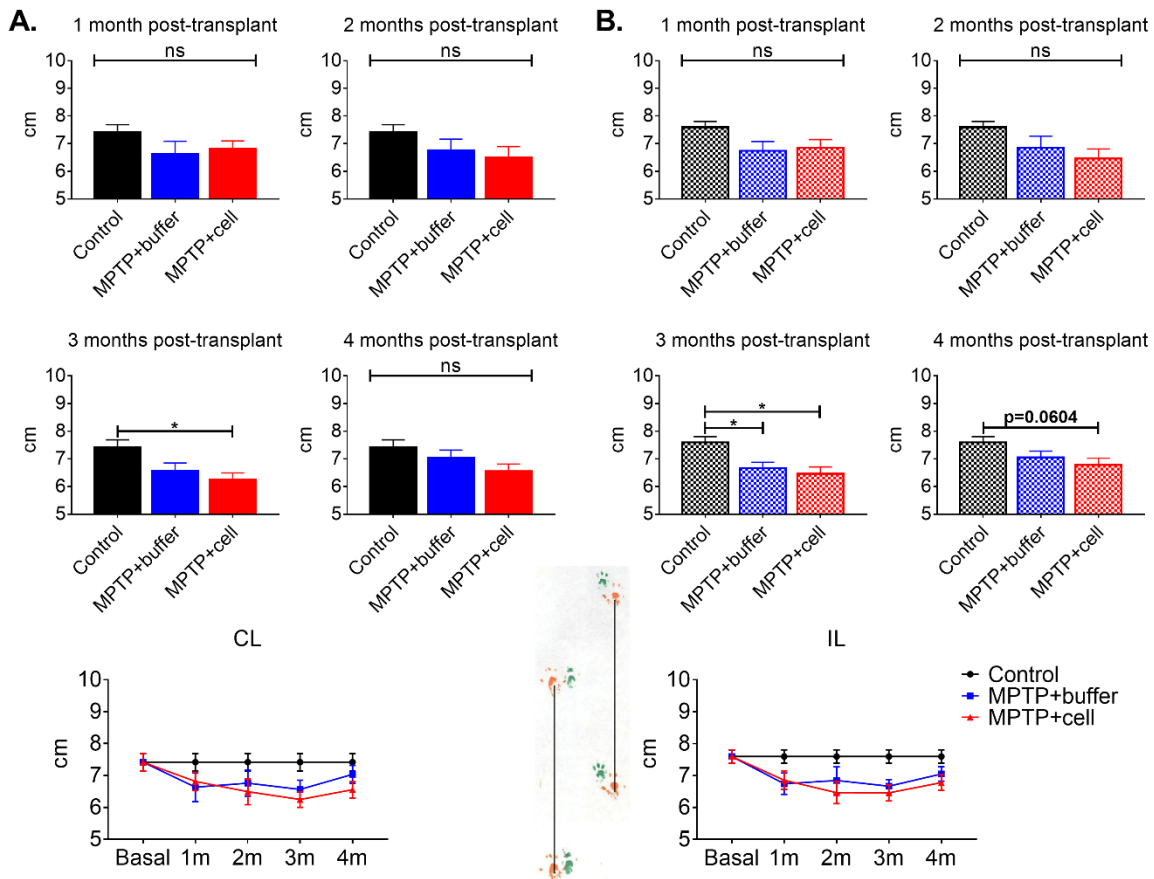 A.
1 month post-transplant
ns
10
9
8
7
6
5
cm
Control
MPTP+buffer
MPTP+cell
2 months post-transplant
ns
10
9
8
7
6
5
cm
Control
MPTP+buffer
MPTP+cell
3 months post-transplant
*
10
9
8
7
6
5
cm
Control
MPTP+buffer
MPTP+cell
4 months post-transplant
ns
10
9
8
7
6
5
cm
Control
MPTP+buffer
MPTP+cell
CL
10
9
8
7
6
5
cm
Basal 1m 2m 3m 4m
B.
1 month post-transplant
ns
10
9
8
7
6
5
cm
Control
MPTP+buffer
MPTP+cell
2 months post-transplant
ns
10
9
8
7
6
5
cm
Control
MPTP+buffer
MPTP+cell
3 months post-transplant
*
*
10
9
8
7
6
5
cm
Control
MPTP+buffer
MPTP+cell
4 months post-transplant
p=0.0604
10
9
8
7
6
5
cm
Control
MPTP+buffer
MPTP+cell
IL
10
9
8
7
6
5
cm
Basal 1m 2m 3m 4m
Control
MPTP+buffer
MPTP+cell